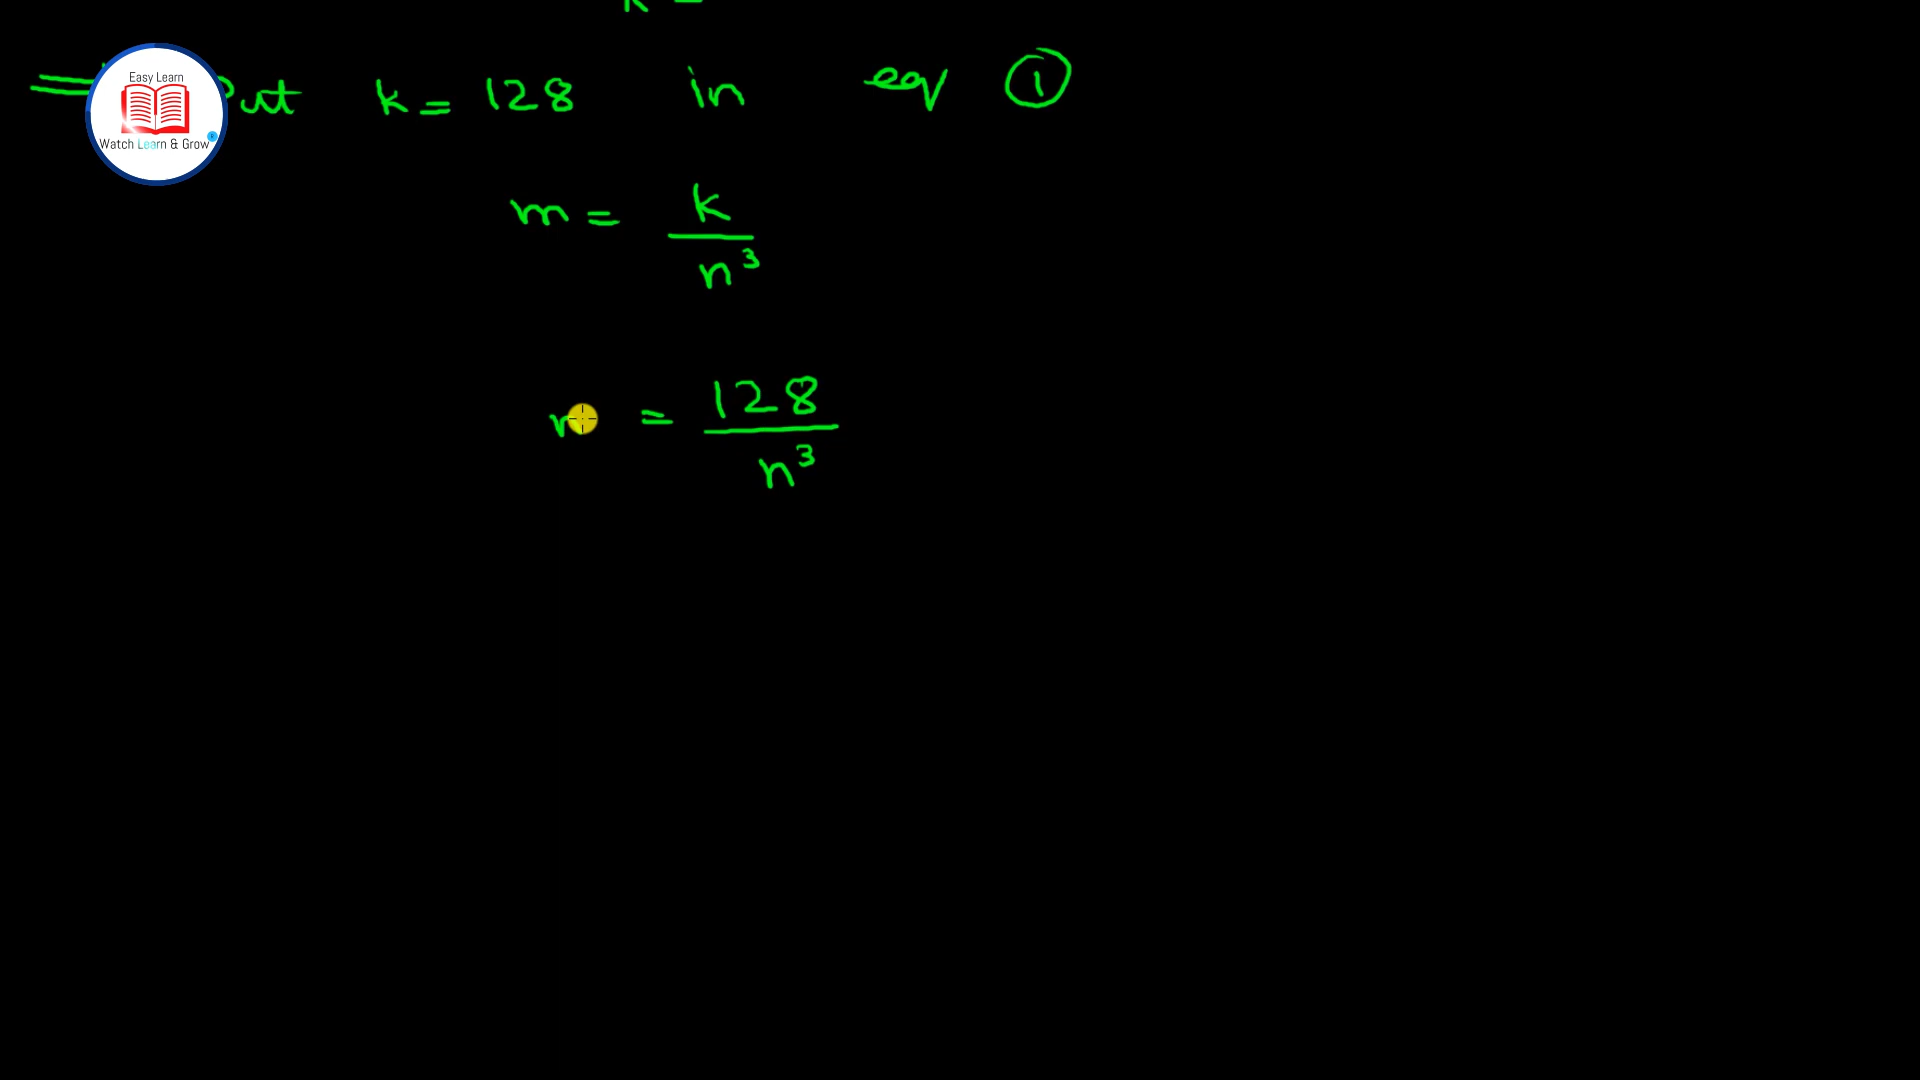 k =
Put k = 128 in eq ①
Easy Learn
Watch Learn & Grow
m = k / n³
= 128 / n³